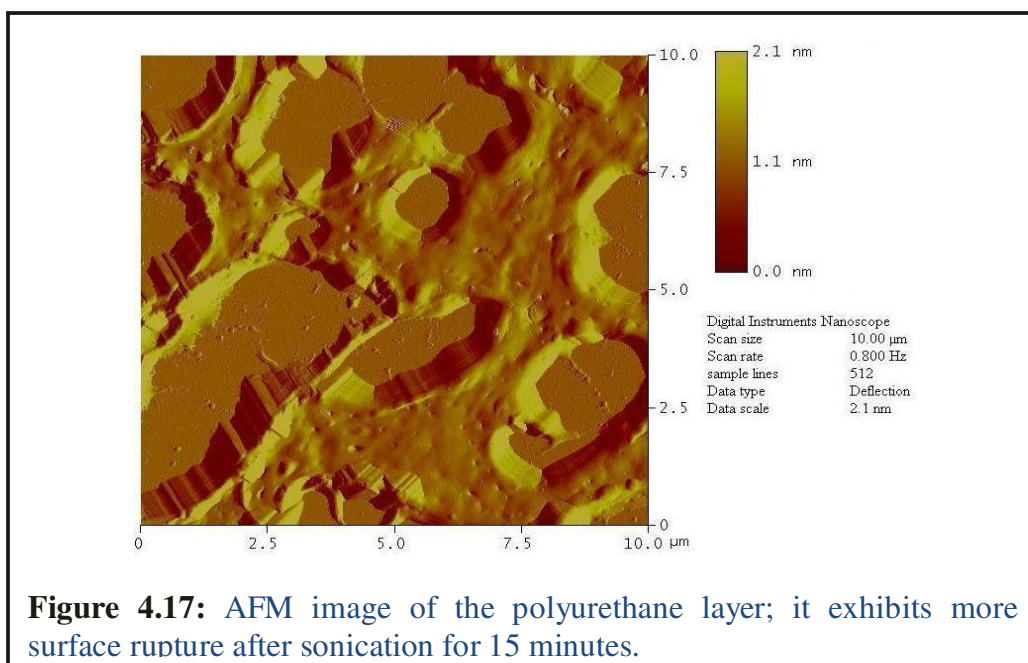 10.0
7.5
5.0
2.5
0
0 2.5 5.0 7.5 10.0 µm
2.1 nm
1.1 nm
0.0 nm
Digital Instruments Nanoscope
Scan size 10.00 µm
Scan rate 0.800 Hz
sample lines 512
Data type Deflection
Data scale 2.1 nm
Figure 4.17: AFM image of the polyurethane layer; it exhibits more
surface rupture after sonication for 15 minutes.